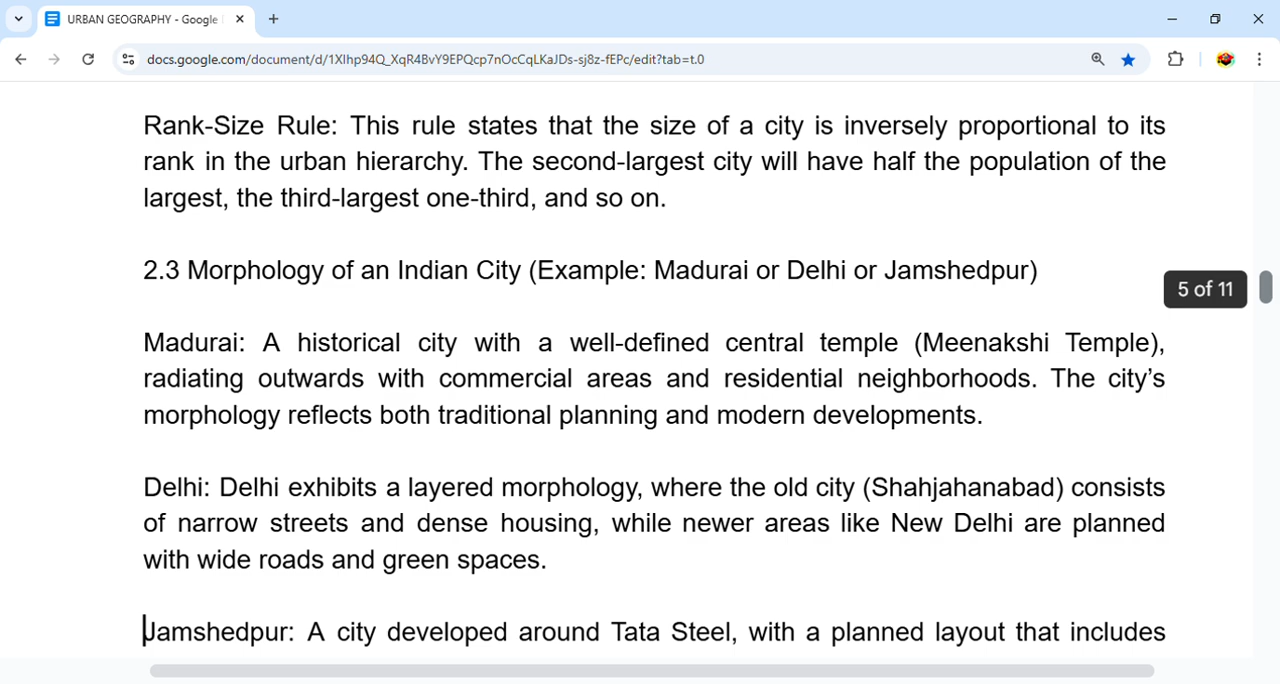 URBAN GEOGRAPHY - Google
docs.google.com/document/d/1XIhp94Q_XqR4BvY9EPQcp7nOcCqLKaJDs-sj8z-fEPc/edit?tab=t.0
Rank-Size Rule: This rule states that the size of a city is inversely proportional to its
rank in the urban hierarchy. The second-largest city will have half the population of the
largest, the third-largest one-third, and so on.
2.3 Morphology of an Indian City (Example: Madurai or Delhi or Jamshedpur)
5 of 11
Madurai: A historical city with a well-defined central temple (Meenakshi Temple),
radiating outwards with commercial areas and residential neighborhoods. The city’s
morphology reflects both traditional planning and modern developments.
Delhi: Delhi exhibits a layered morphology, where the old city (Shahjahanabad) consists
of narrow streets and dense housing, while newer areas like New Delhi are planned
with wide roads and green spaces.
Jamshedpur: A city developed around Tata Steel, with a planned layout that includes